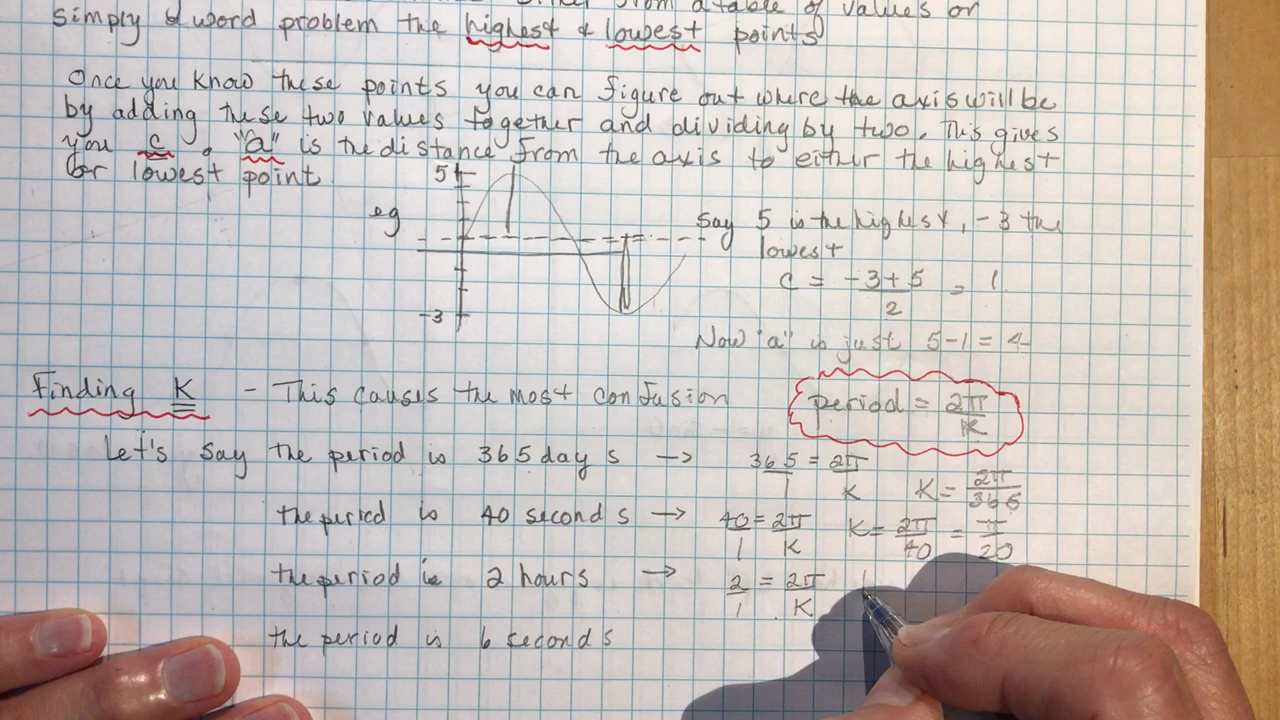 from a table of values or
simply a word problem the highest & lowest points
Once you know these points you can figure out where the axis will be
by adding these two values together and dividing by two. This gives
you c. "a" is the distance from the axis to either the highest
or lowest point
5
eg
-3
Say 5 is the highest, -3 the
lowest
c = -3+5/2 = 1
Now "a" is just 5-1 = 4
Finding K - This causes the most confusion
period = 2π/K
Let's say the period is 365 days → 365/1 = 2π/K K = 2π/365
the period is 40 seconds → 40/1 = 2π/K K = 2π/40 = π/20
the period is 2 hours → 2/1 = 2π/K
the period is 6 seconds